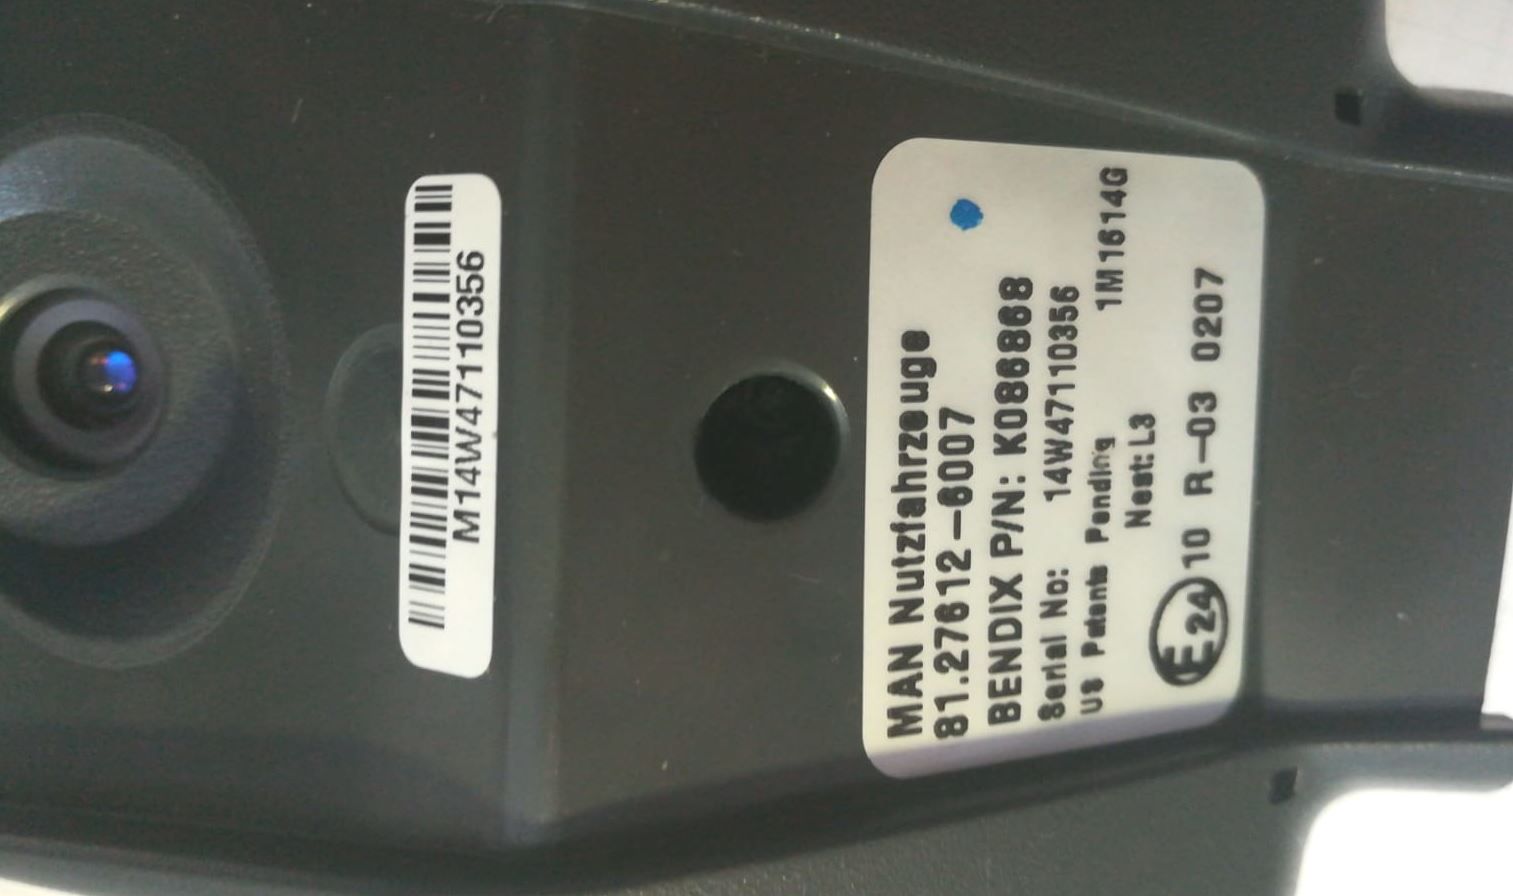 M14W47110356
MAN Nutzfahrzeuge
81.27612-6007
BENDIX P/N: K086868
Serial No: 14W47110356
US Patents Pending 1M1614G
Nest: L3
E24 10 R-03 0207